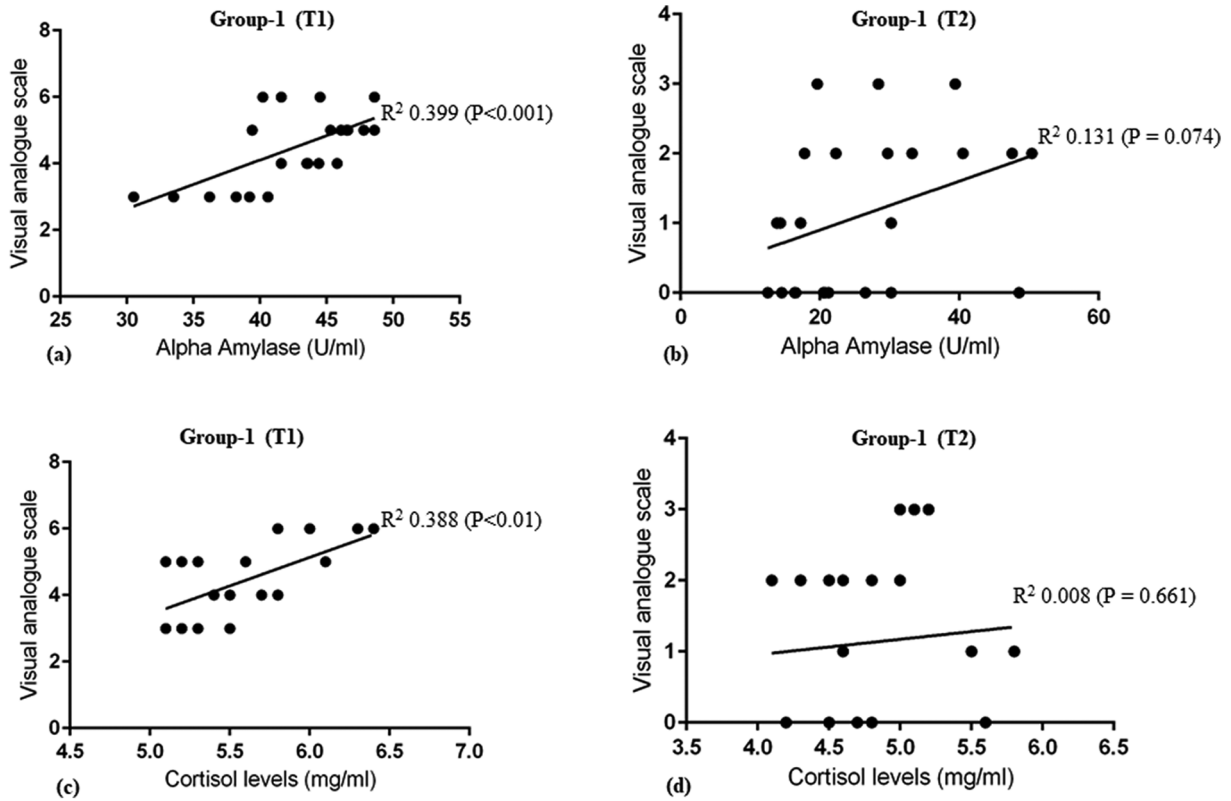 Group-1 (T1)
Visual analogue scale
8
6
4
2
0
R² 0.399 (P<0.001)
25 30 35 40 45 50 55
Alpha Amylase (U/ml)
(a)
Group-1 (T2)
Visual analogue scale
4
3
2
1
0
R² 0.131 (P = 0.074)
0 20 40 60
Alpha Amylase (U/ml)
(b)
Group-1 (T1)
Visual analogue scale
8
6
4
2
0
R² 0.388 (P<0.01)
4.5 5.0 5.5 6.0 6.5 7.0
Cortisol levels (mg/ml)
(c)
Group-1 (T2)
Visual analogue scale
4
3
2
1
0
R² 0.008 (P = 0.661)
3.5 4.0 4.5 5.0 5.5 6.0 6.5
Cortisol levels (mg/ml)
(d)